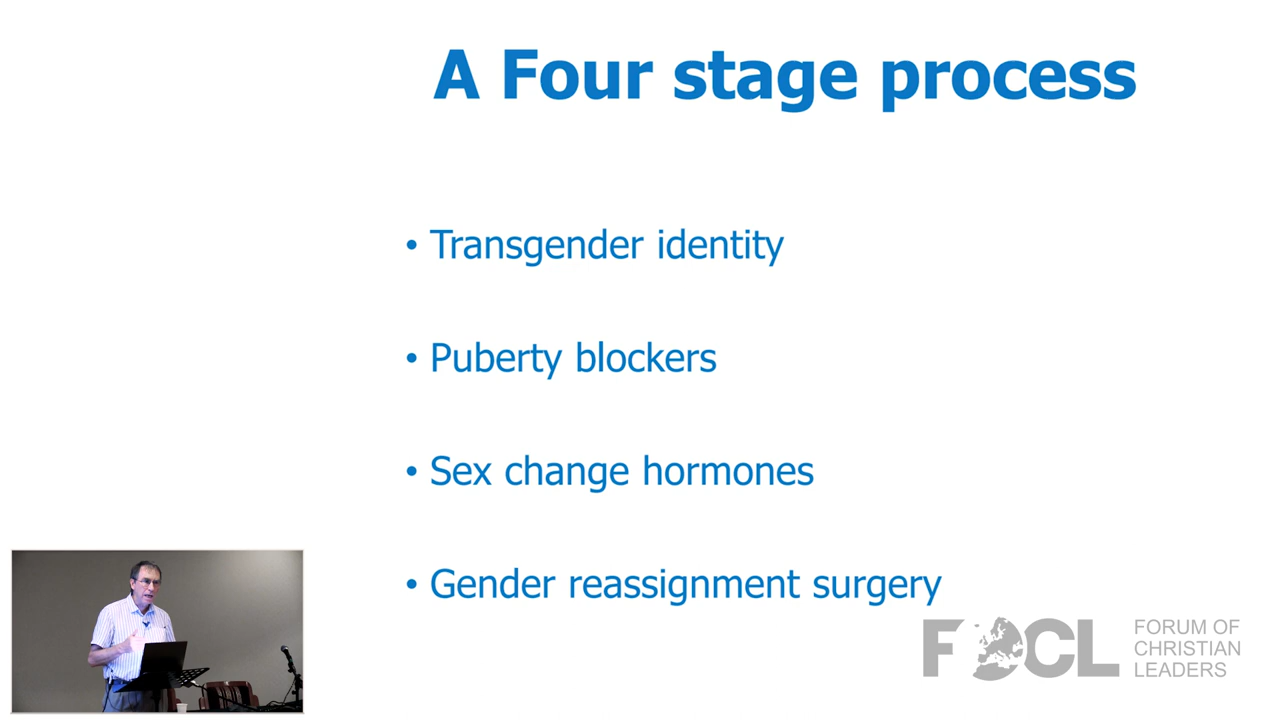 A Four stage process
• Transgender identity
• Puberty blockers
• Sex change hormones
• Gender reassignment surgery
FOCL
FORUM OF
CHRISTIAN
LEADERS